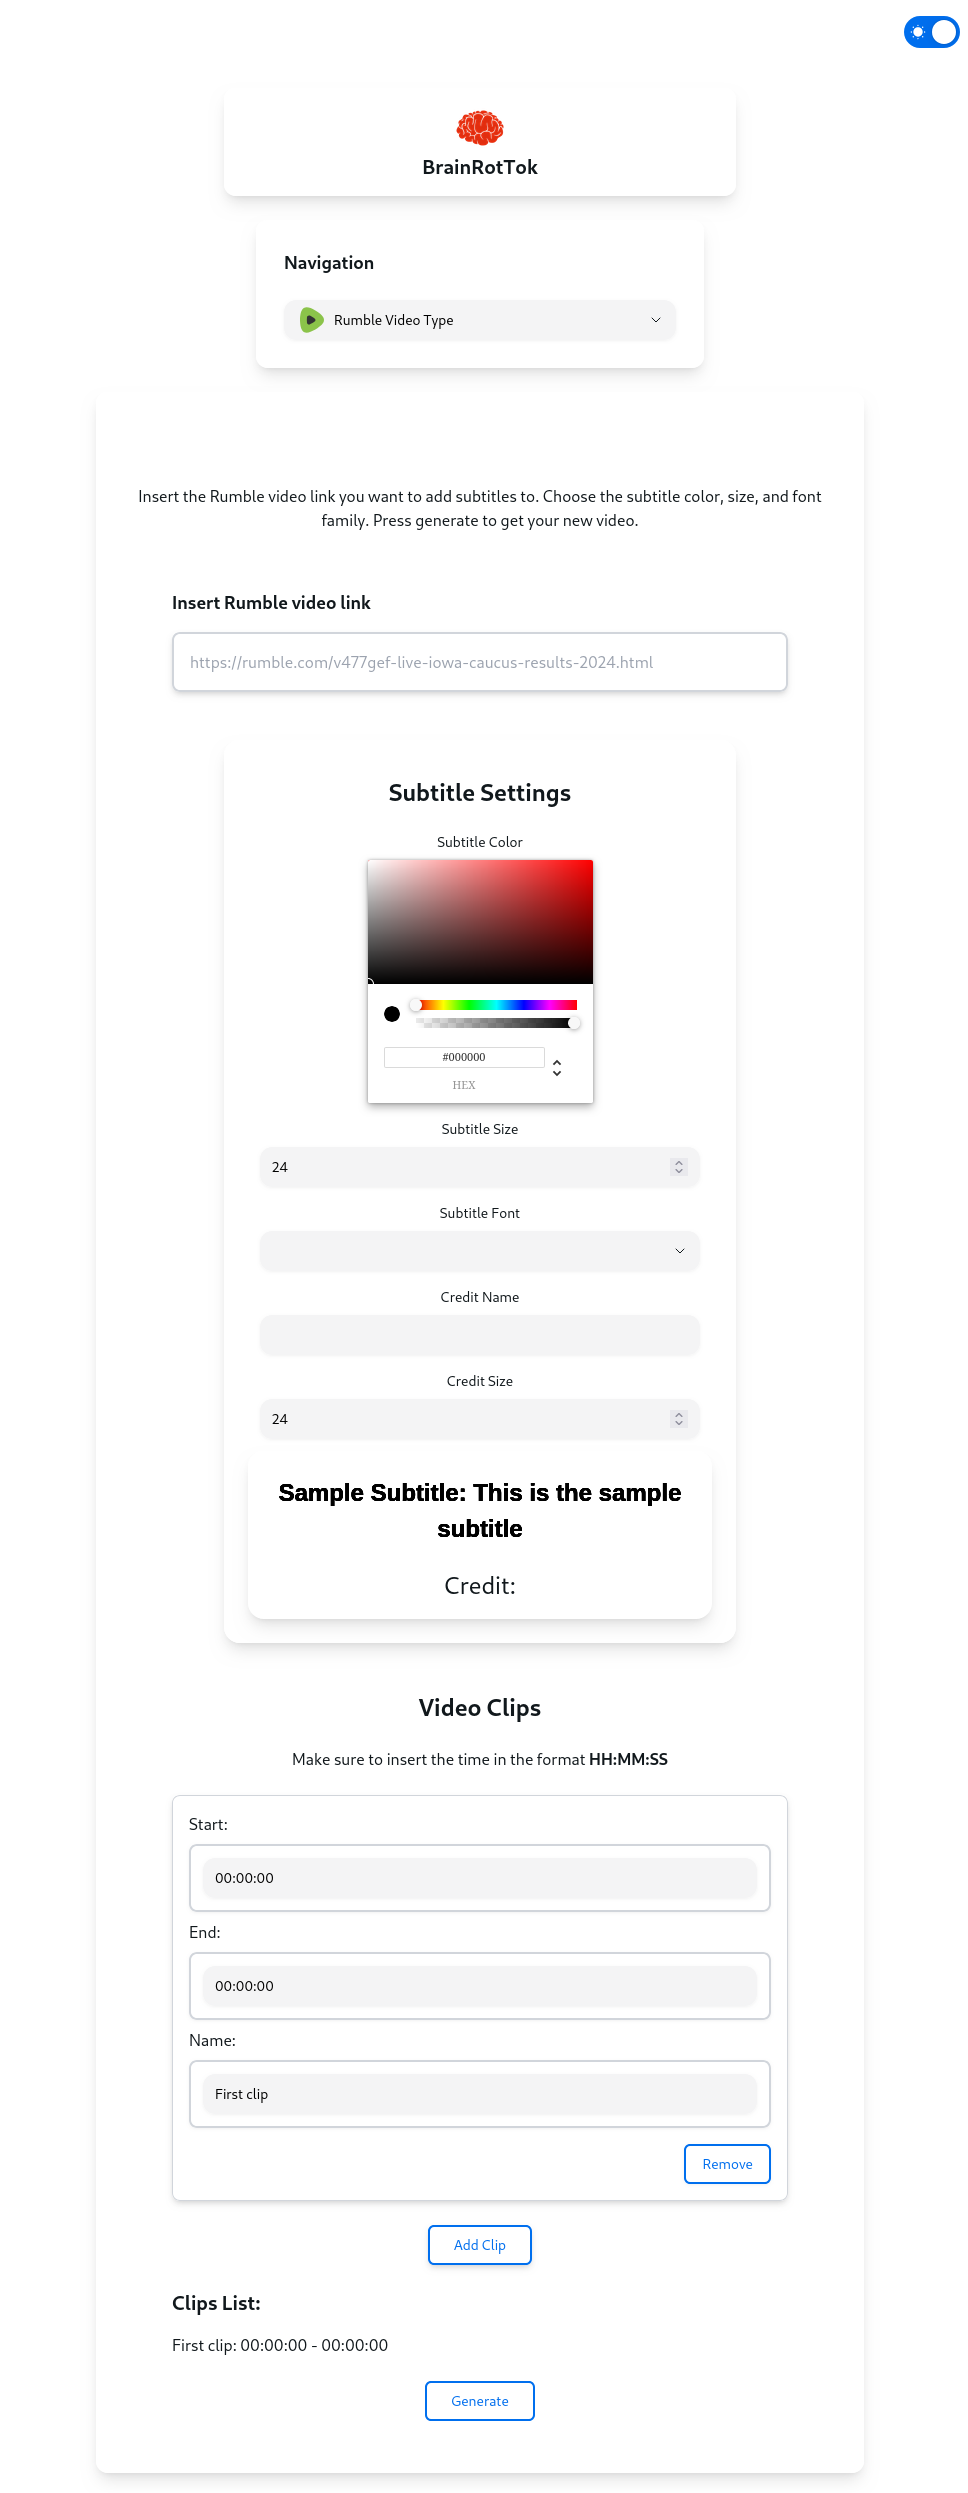 BrainRotTok
Navigation
Rumble Video Type
Insert the Rumble video link you want to add subtitles to. Choose the subtitle color, size, and font
family. Press generate to get your new video.
Insert Rumble video link
https://rumble.com/v477gef-live-iowa-caucus-results-2024.html
Subtitle Settings
Subtitle Color
#000000
HEX
Subtitle Size
24
Subtitle Font
Credit Name
Credit Size
24
Sample Subtitle: This is the sample
subtitle
Credit:
Video Clips
Make sure to insert the time in the format HH:MM:SS
Start:
00:00:00
End:
00:00:00
Name:
First clip
Remove
Add Clip
Clips List:
First clip: 00:00:00 - 00:00:00
Generate